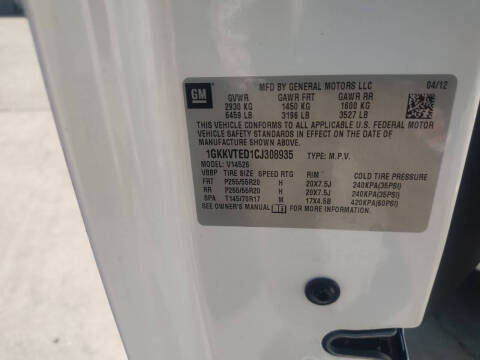 GM MFD BY GENERAL MOTORS LLC 04/12
GVWR GAWR FRT GAWR RR
2930 KG 1450 KG 1600 KG
6459 LB 3196 LB 3527 LB
THIS VEHICLE CONFORMS TO ALL APPLICABLE U.S. FEDERAL MOTOR
VEHICLE SAFETY STANDARDS IN EFFECT ON THE DATE OF
MANUFACTURE SHOWN ABOVE.
1GKKVTED1CJ308935 TYPE: M.P.V.
MODEL: V14526
VBBP TIRE SIZE SPEED RTG RIM COLD TIRE PRESSURE
FRT P255/55R20 H 20X7.5J 240KPA(35PSI)
RR P255/55R20 H 20X7.5J 240KPA(35PSI)
SPA T145/70R17 M 17X4.5B 420KPA(60PSI)
SEE OWNER'S MANUAL FOR MORE INFORMATION.